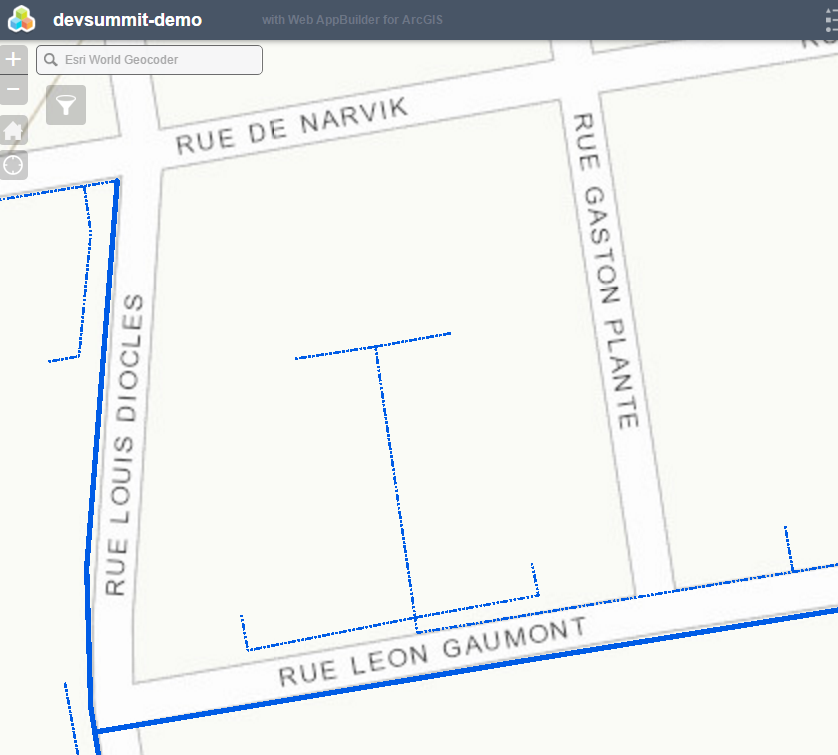 devsummit-demo
with Web AppBuilder for ArcGIS
Esri World Geocoder
RUE DE NARVIK
RUE GASTON PLANTE
RUE LOUIS DIOCLES
RUE LEON GAUMONT